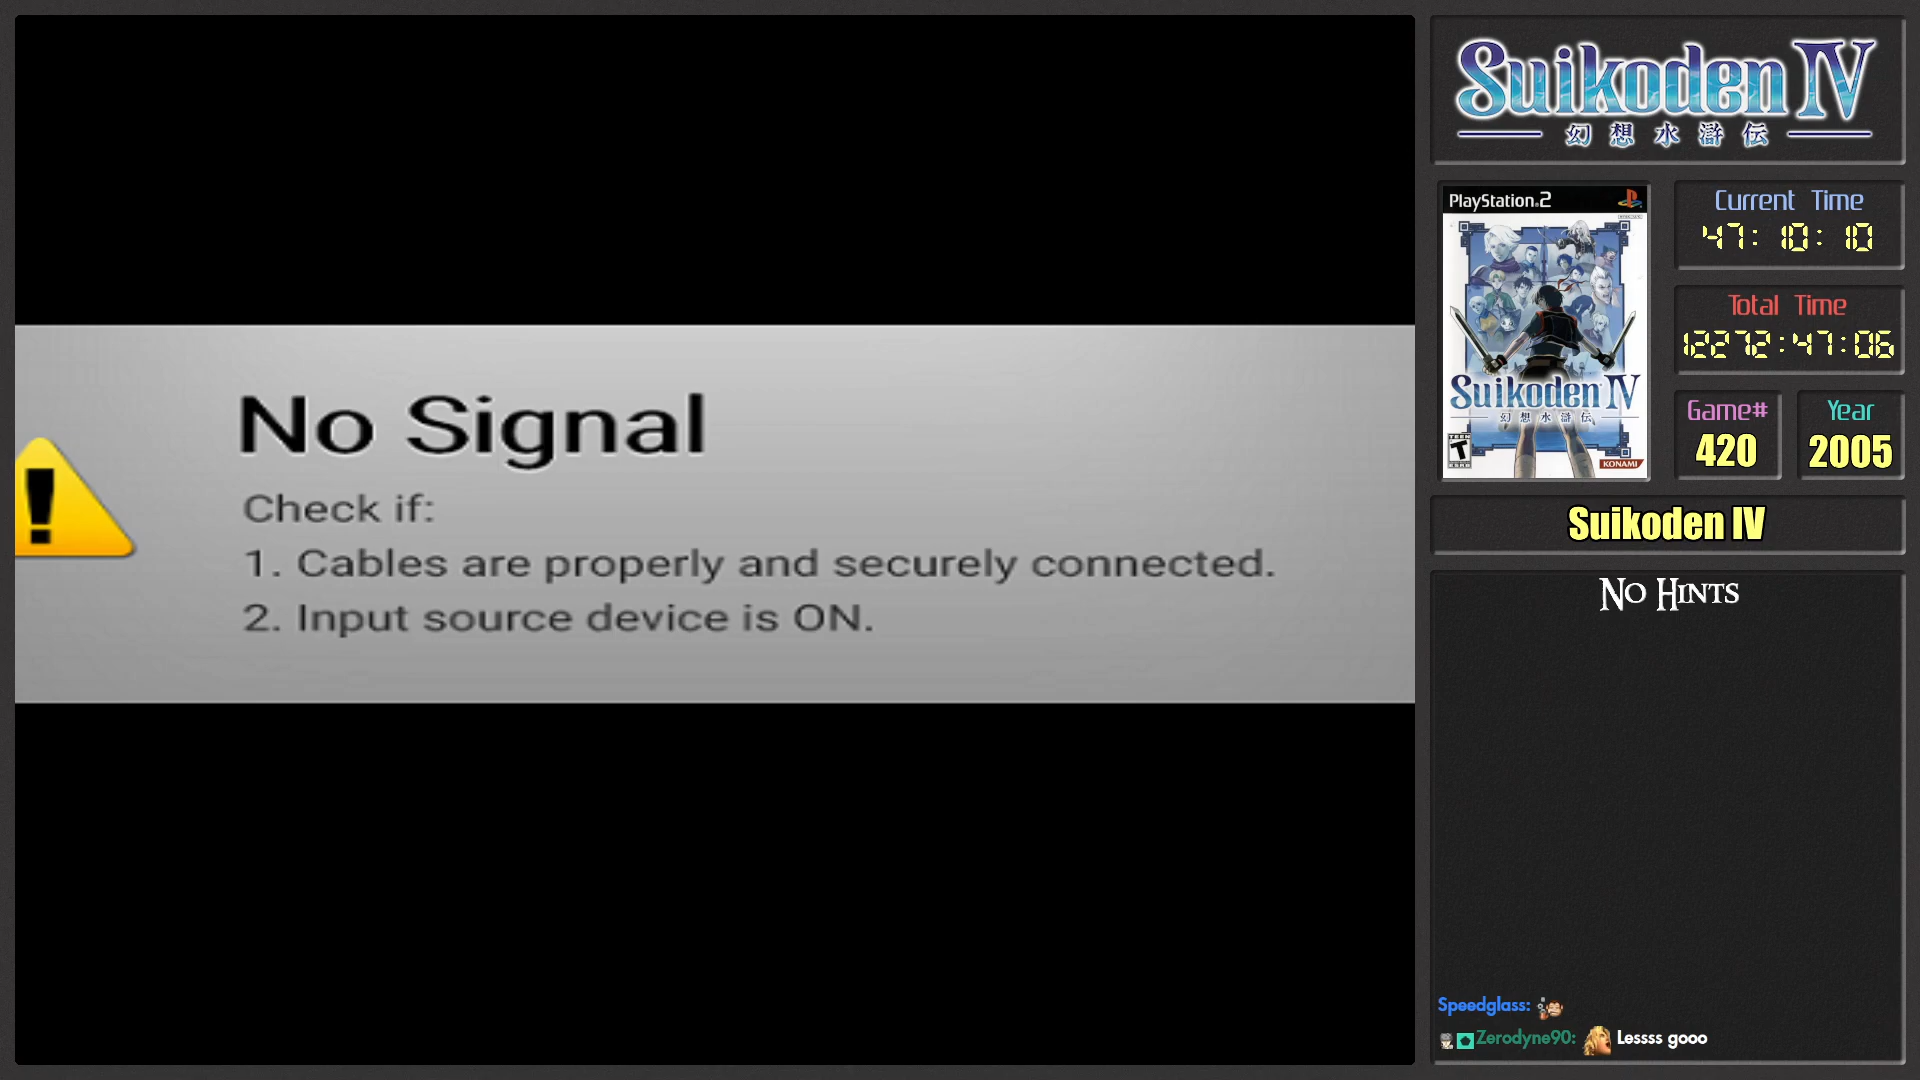 No Signal
Check if:
1. Cables are properly and securely connected.
2. Input source device is ON.
Suikoden IV
幻想水滸伝
PlayStation 2
Suikoden IV
幻想水滸伝
TEEN
T
KONAMI
Current Time
47:10:10
Total Time
12272:47:06
Game#
420
Year
2005
Suikoden IV
No Hints
Speedglass:
Zerodyne90: Lessss gooo